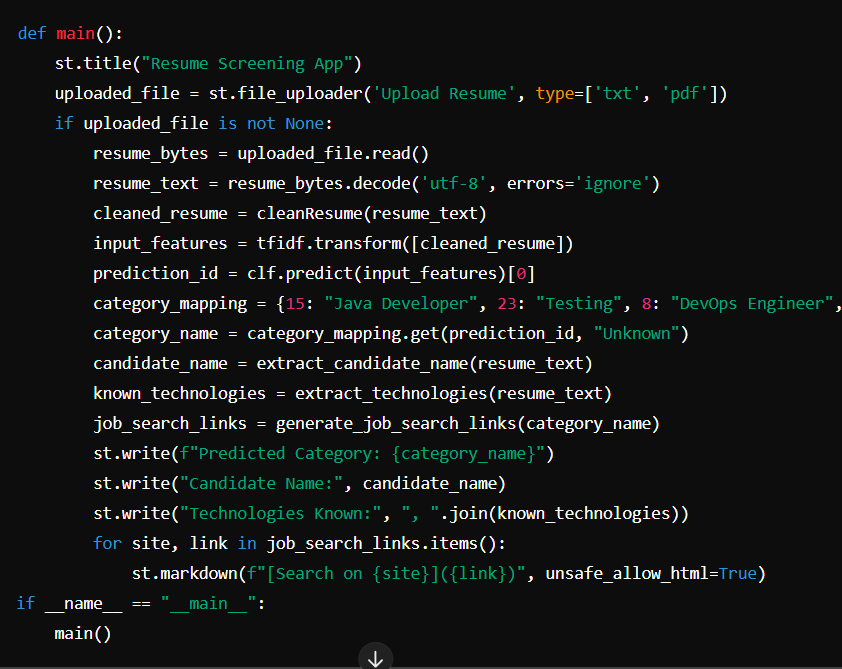 def main():
    st.title("Resume Screening App")
    uploaded_file = st.file_uploader('Upload Resume', type=['txt', 'pdf'])
    if uploaded_file is not None:
        resume_bytes = uploaded_file.read()
        resume_text = resume_bytes.decode('utf-8', errors='ignore')
        cleaned_resume = cleanResume(resume_text)
        input_features = tfidf.transform([cleaned_resume])
        prediction_id = clf.predict(input_features)[0]
        category_mapping = {15: "Java Developer", 23: "Testing", 8: "DevOps Engineer",
        category_name = category_mapping.get(prediction_id, "Unknown")
        candidate_name = extract_candidate_name(resume_text)
        known_technologies = extract_technologies(resume_text)
        job_search_links = generate_job_search_links(category_name)
        st.write(f"Predicted Category: {category_name}")
        st.write("Candidate Name:", candidate_name)
        st.write("Technologies Known:", ", ".join(known_technologies))
        for site, link in job_search_links.items():
            st.markdown(f"[Search on {site}]({link})", unsafe_allow_html=True)
if __name__ == "__main__":
    main()